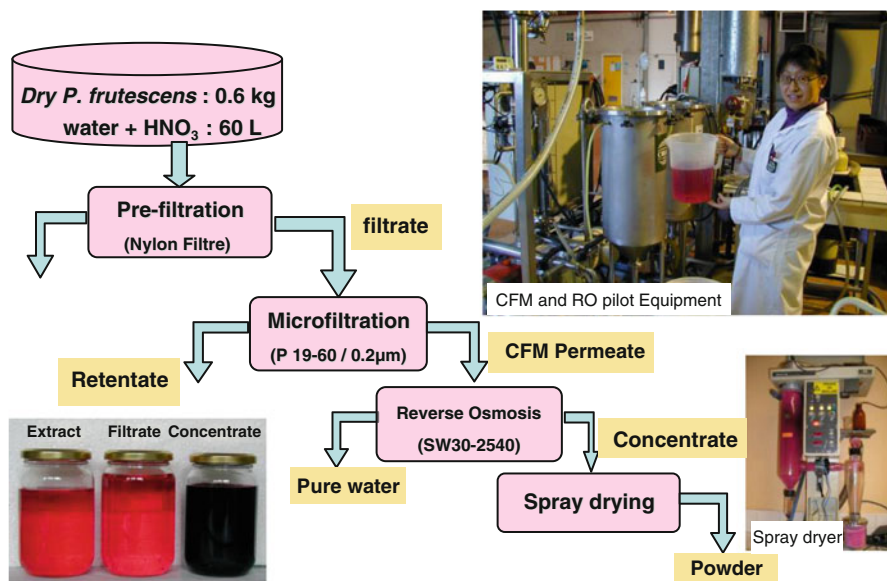 Dry P. frutescens : 0.6 kg
water + HNO₃ : 60 L
Pre-filtration
(Nylon Filtre)
filtrate
CFM and RO pilot Equipment
Microfiltration
(P 19-60 / 0.2µm)
Retentate
CFM Permeate
Extract Filtrate Concentrate
Reverse Osmosis
(SW30-2540)
Concentrate
Pure water
Spray drying
Spray dryer
Powder